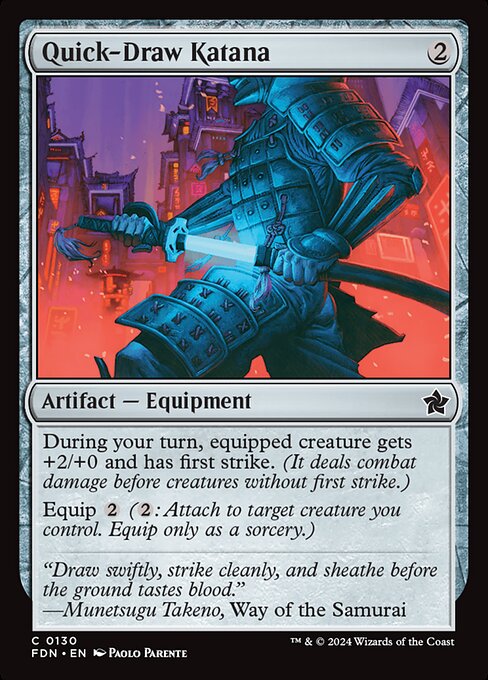 Quick-Draw Katana 2
Artifact — Equipment
During your turn, equipped creature gets
+2/+0 and has first strike. (It deals combat
damage before creatures without first strike.)
Equip 2 (2: Attach to target creature you
control. Equip only as a sorcery.)
“Draw swiftly, strike cleanly, and sheathe before
the ground tastes blood.”
—Munetsugu Takeno, Way of the Samurai
C 0130
FDN • EN Paolo Parente
™ & © 2024 Wizards of the Coast